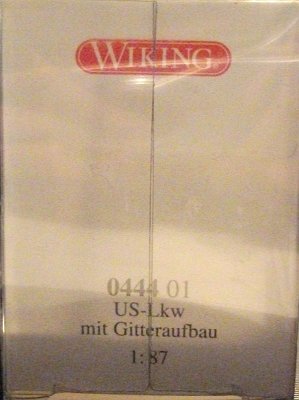 WIKING
0444 01
US-Lkw
mit Gitteraufbau
1:87